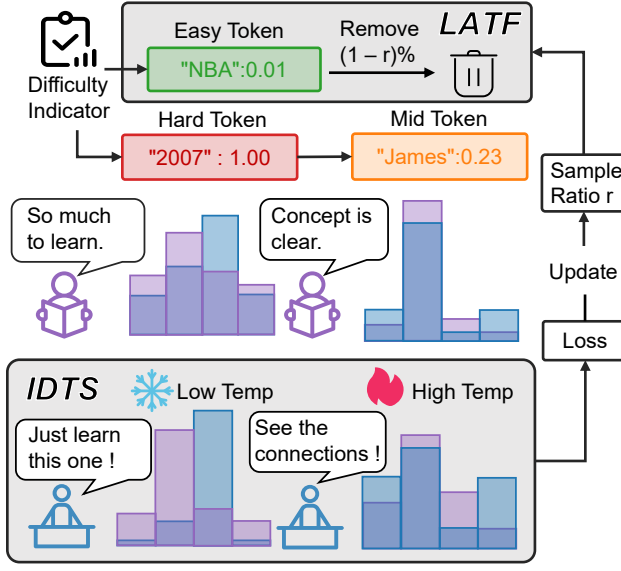 LATF
Easy Token
"NBA":0.01
Remove
(1 – r)%
Difficulty
Indicator
Hard Token
"2007" : 1.00
Mid Token
"James":0.23
Sample
Ratio r
So much
to learn.
Concept is
clear.
Update
Loss
IDTS
Low Temp
High Temp
Just learn
this one !
See the
connections !